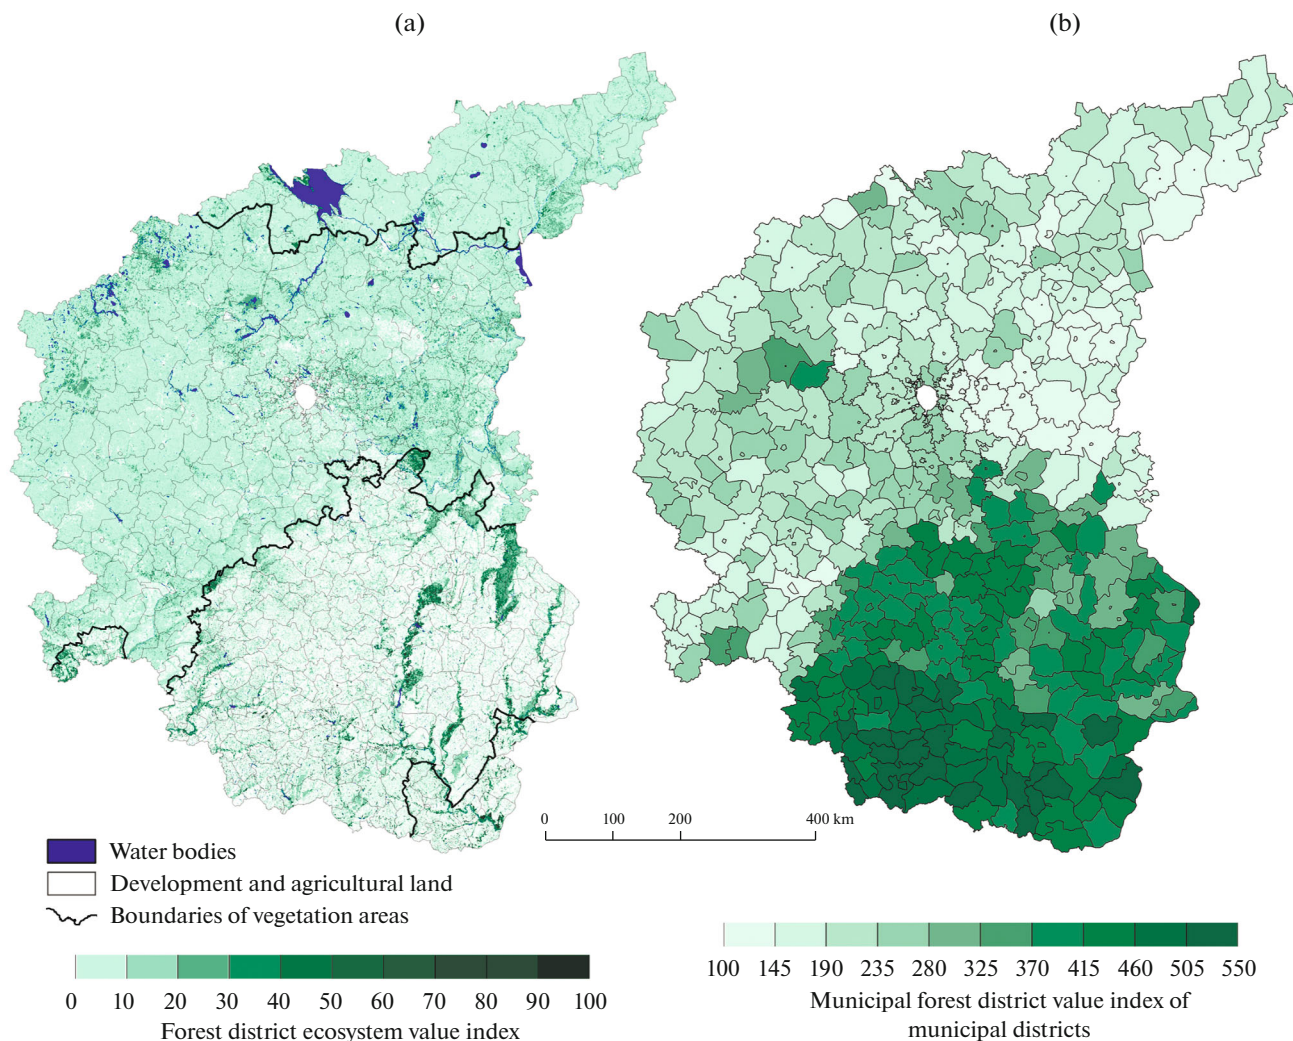 (a)
(b)
0 100 200 400 km
Water bodies
Development and agricultural land
Boundaries of vegetation areas
0 10 20 30 40 50 60 70 80 90 100
Forest district ecosystem value index
100 145 190 235 280 325 370 415 460 505 550
Municipal forest district value index of
municipal districts